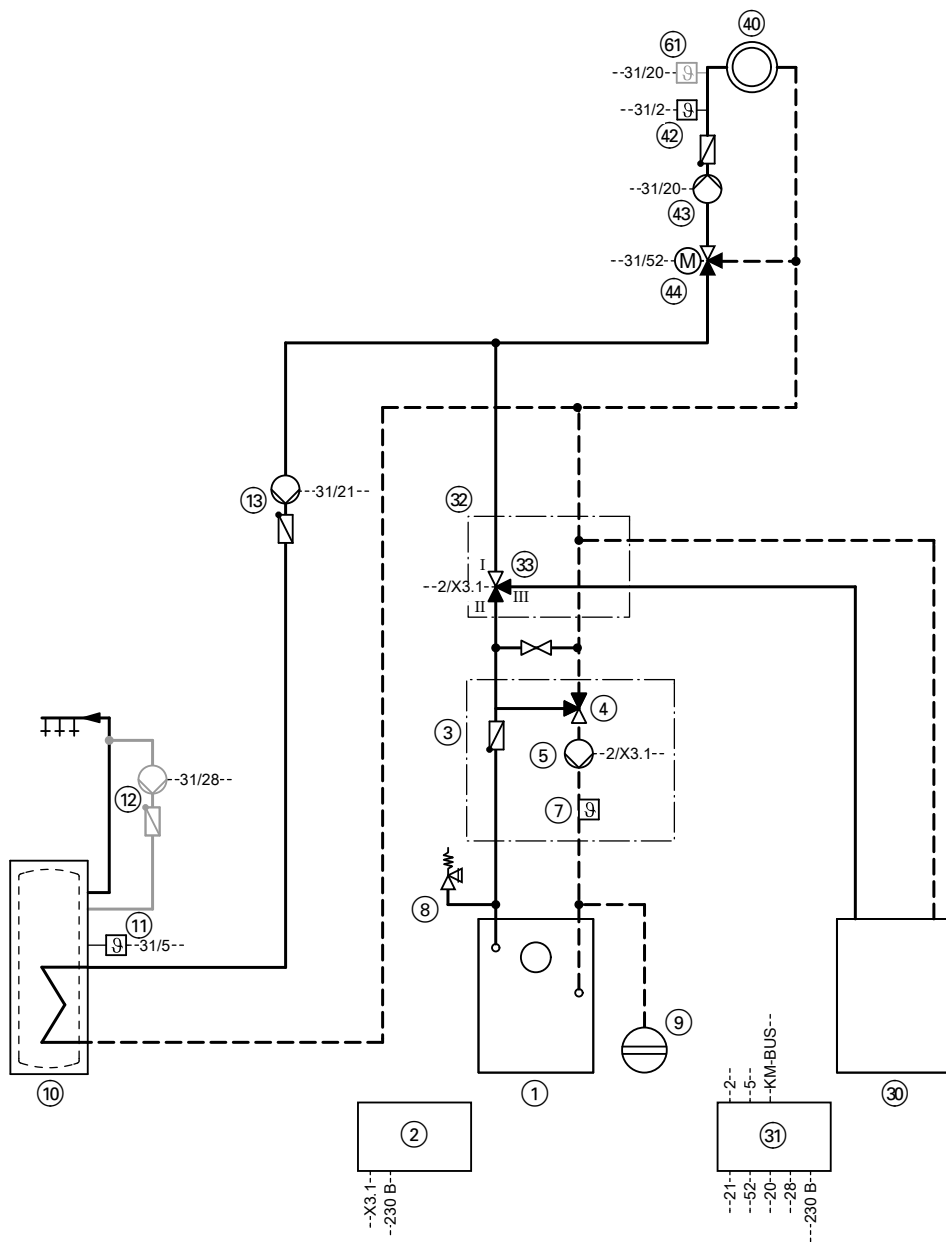 61
40
--31/20--
ϑ
--31/2--
ϑ
42
--31/20--
43
--31/52--
M
44
32
13
--31/21--
I
33
--2/X3.1--
II
III
3
4
5
--2/X3.1--
12
--31/28--
7
ϑ
8
11
ϑ
--31/5--
9
10
1
30
--2--
--5--
KM-BUS--
2
31
--X3.1--
--230 В--
--21--
--52--
--20--
--28--
--230 В--